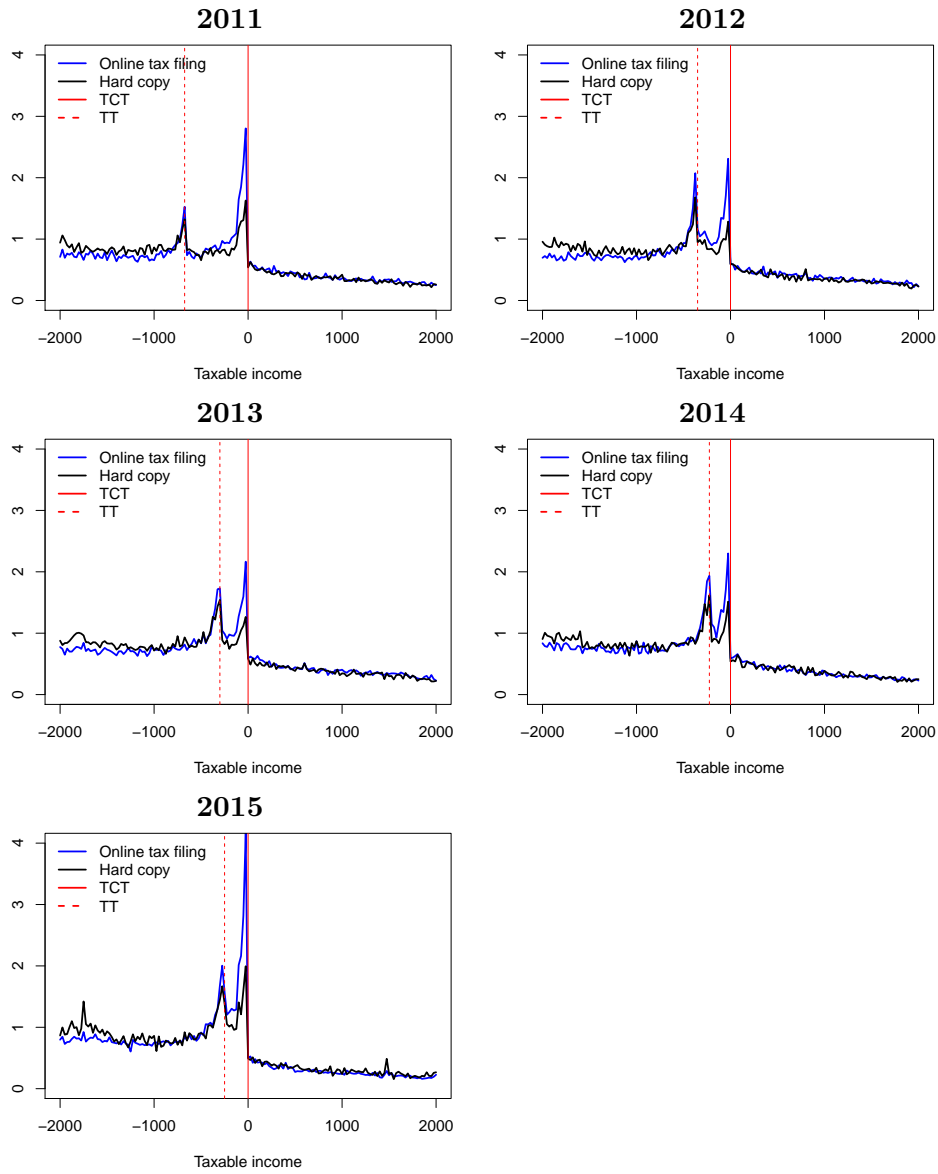 2011
4
3
2
1
0
Online tax filing
Hard copy
TCT
TT
−2000 −1000 0 1000 2000
Taxable income
2012
4
3
2
1
0
Online tax filing
Hard copy
TCT
TT
−2000 −1000 0 1000 2000
Taxable income
2013
4
3
2
1
0
Online tax filing
Hard copy
TCT
TT
−2000 −1000 0 1000 2000
Taxable income
2014
4
3
2
1
0
Online tax filing
Hard copy
TCT
TT
−2000 −1000 0 1000 2000
Taxable income
2015
4
3
2
1
0
Online tax filing
Hard copy
TCT
TT
−2000 −1000 0 1000 2000
Taxable income